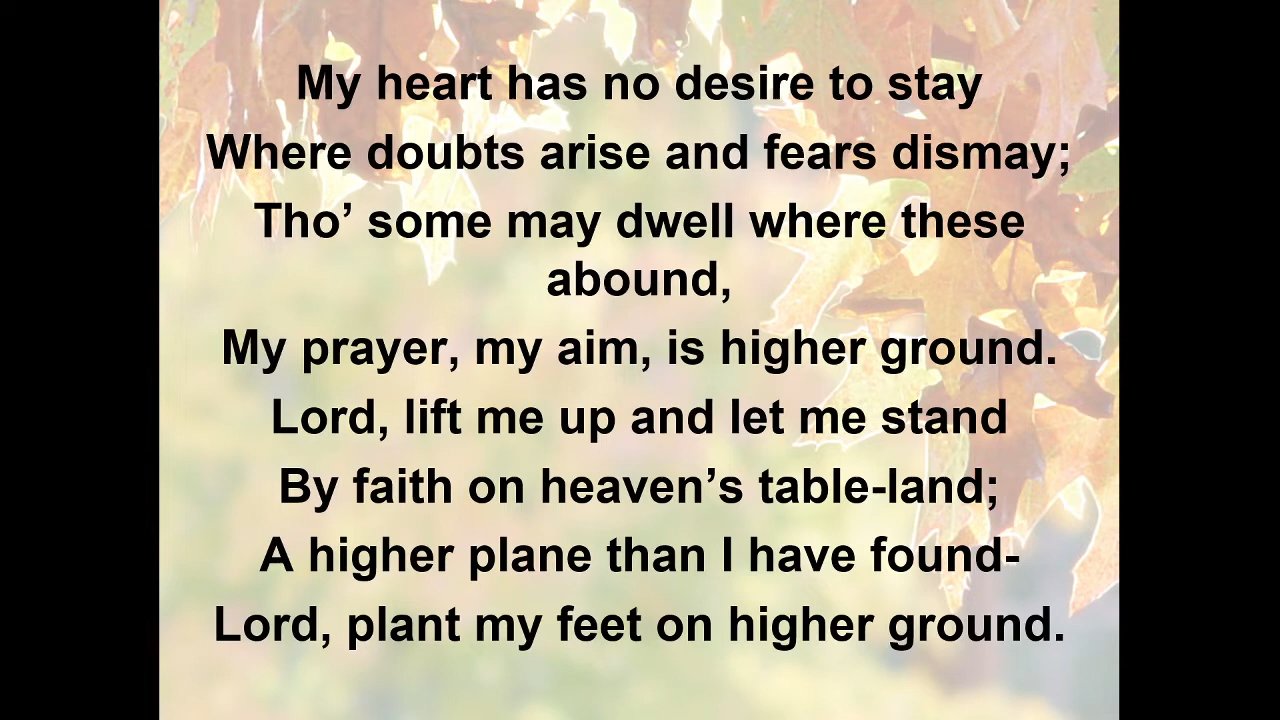 My heart has no desire to stay
Where doubts arise and fears dismay;
Tho’ some may dwell where these
abound,
My prayer, my aim, is higher ground.
Lord, lift me up and let me stand
By faith on heaven’s table-land;
A higher plane than I have found-
Lord, plant my feet on higher ground.